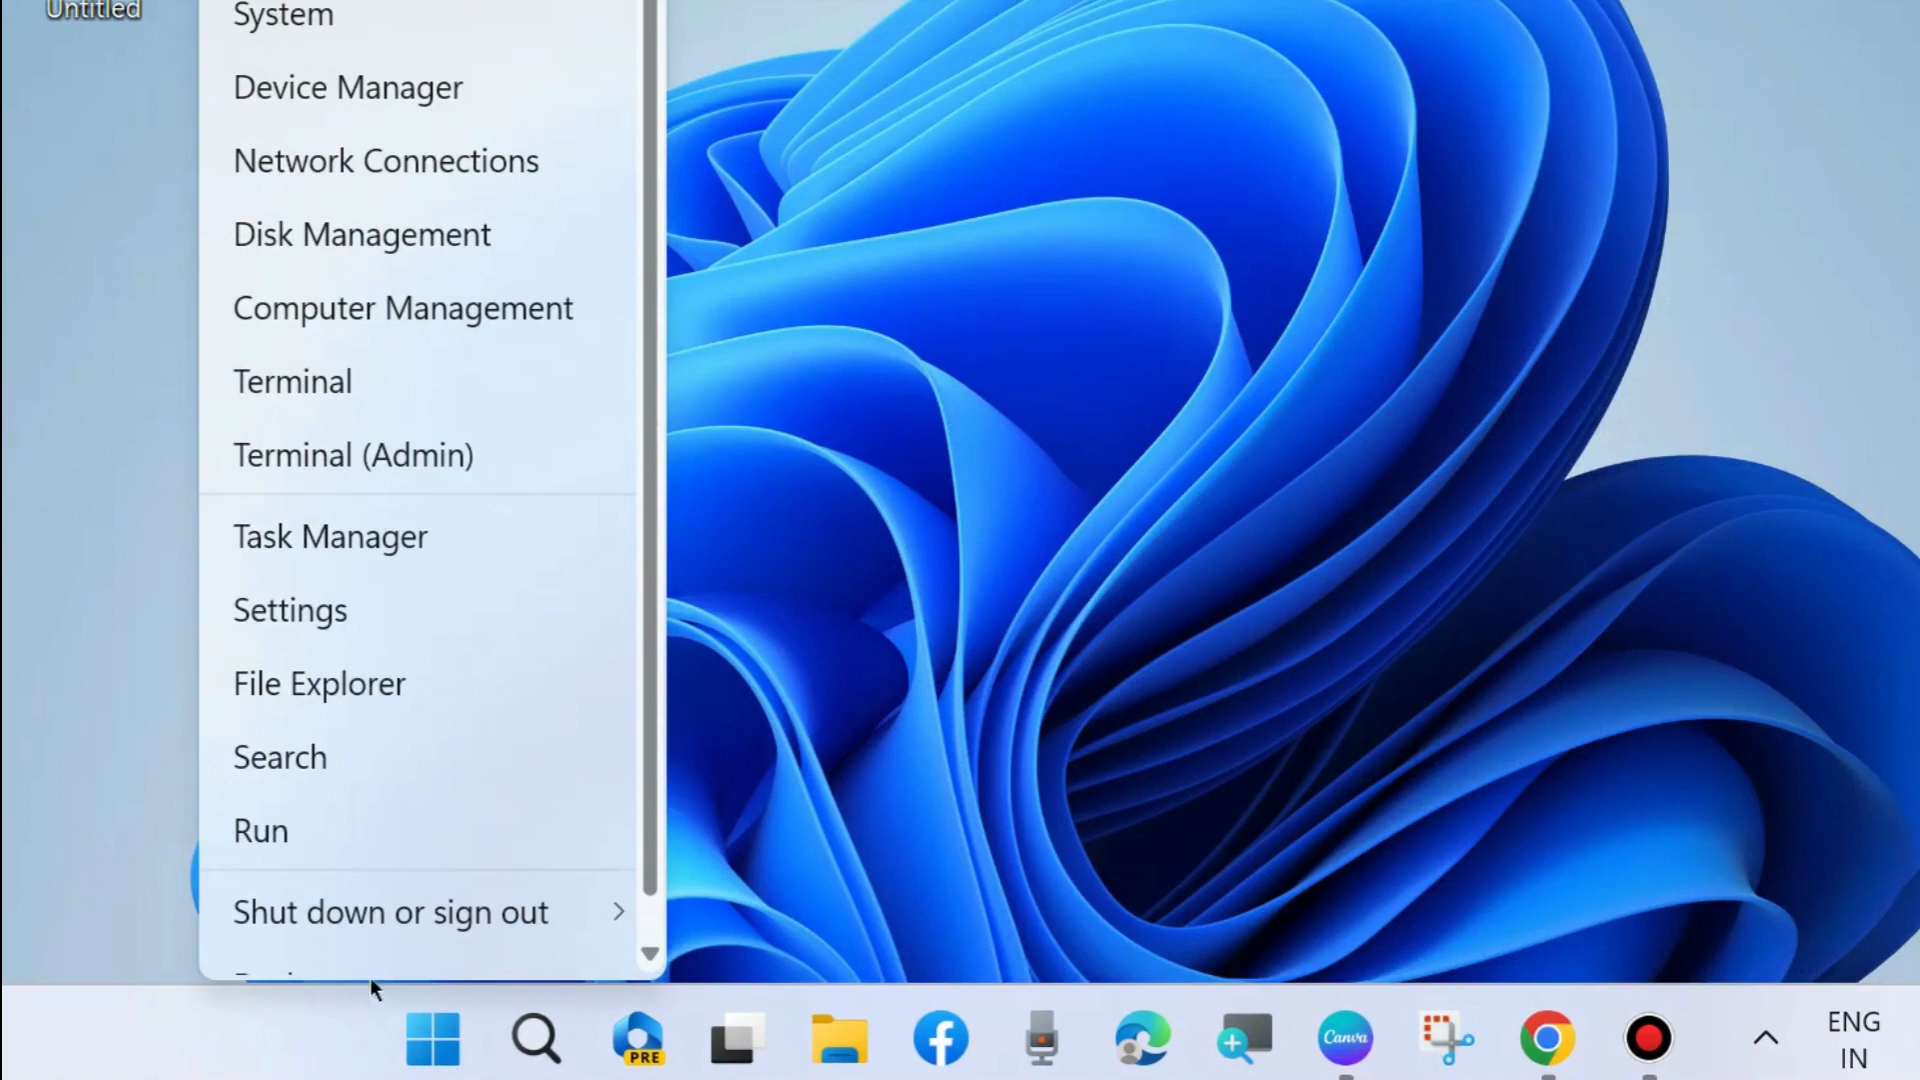 Untitled
System
Device Manager
Network Connections
Disk Management
Computer Management
Terminal
Terminal (Admin)
Task Manager
Settings
File Explorer
Search
Run
Shut down or sign out
PRE
Canva
ENG
IN